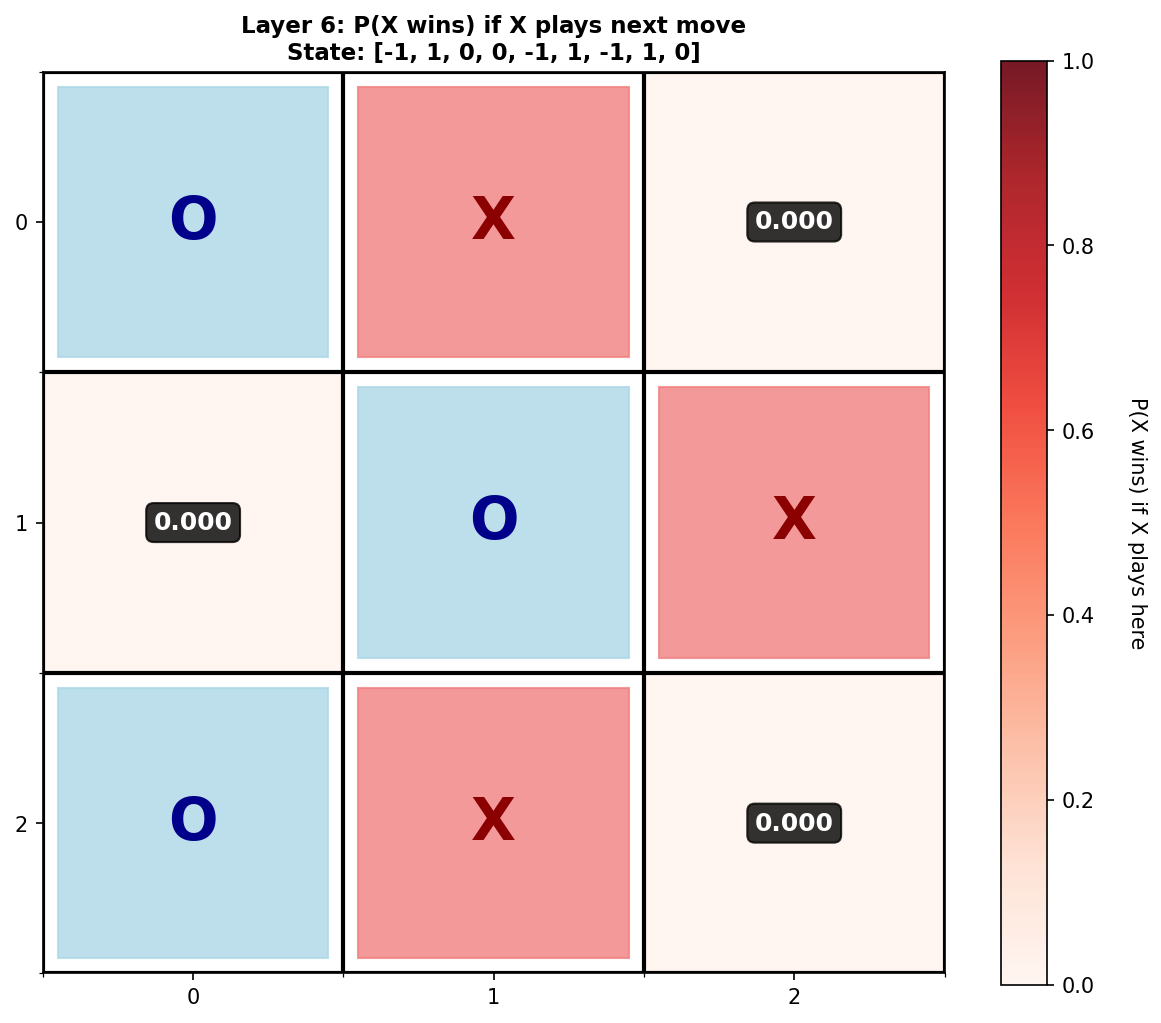 Layer 6: P(X wins) if X plays next move
State: [-1, 1, 0, 0, -1, 1, -1, 1, 0]
1.0
0 O X 0.000
0.8
0.6
1 0.000 O X
P(X wins) if X plays here
0.4
0.2
2 O X 0.000
0.0
0 1 2